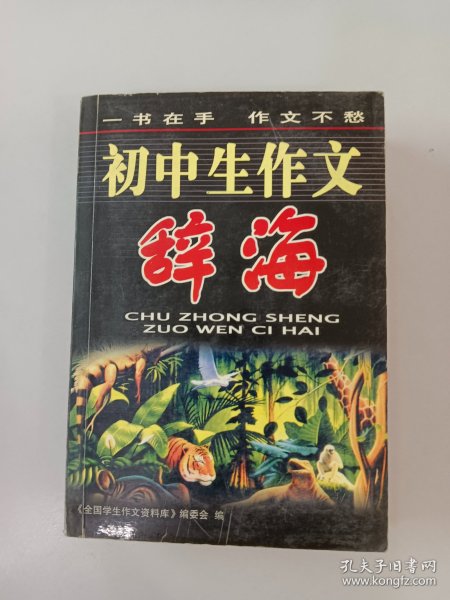 一书在手 作文不愁
初中生作文
辞海
CHU ZHONG SHENG
ZUO WEN CI HAI
《全国学生作文资料库》编委会 编
孔夫子旧书网
www.kongfz.com